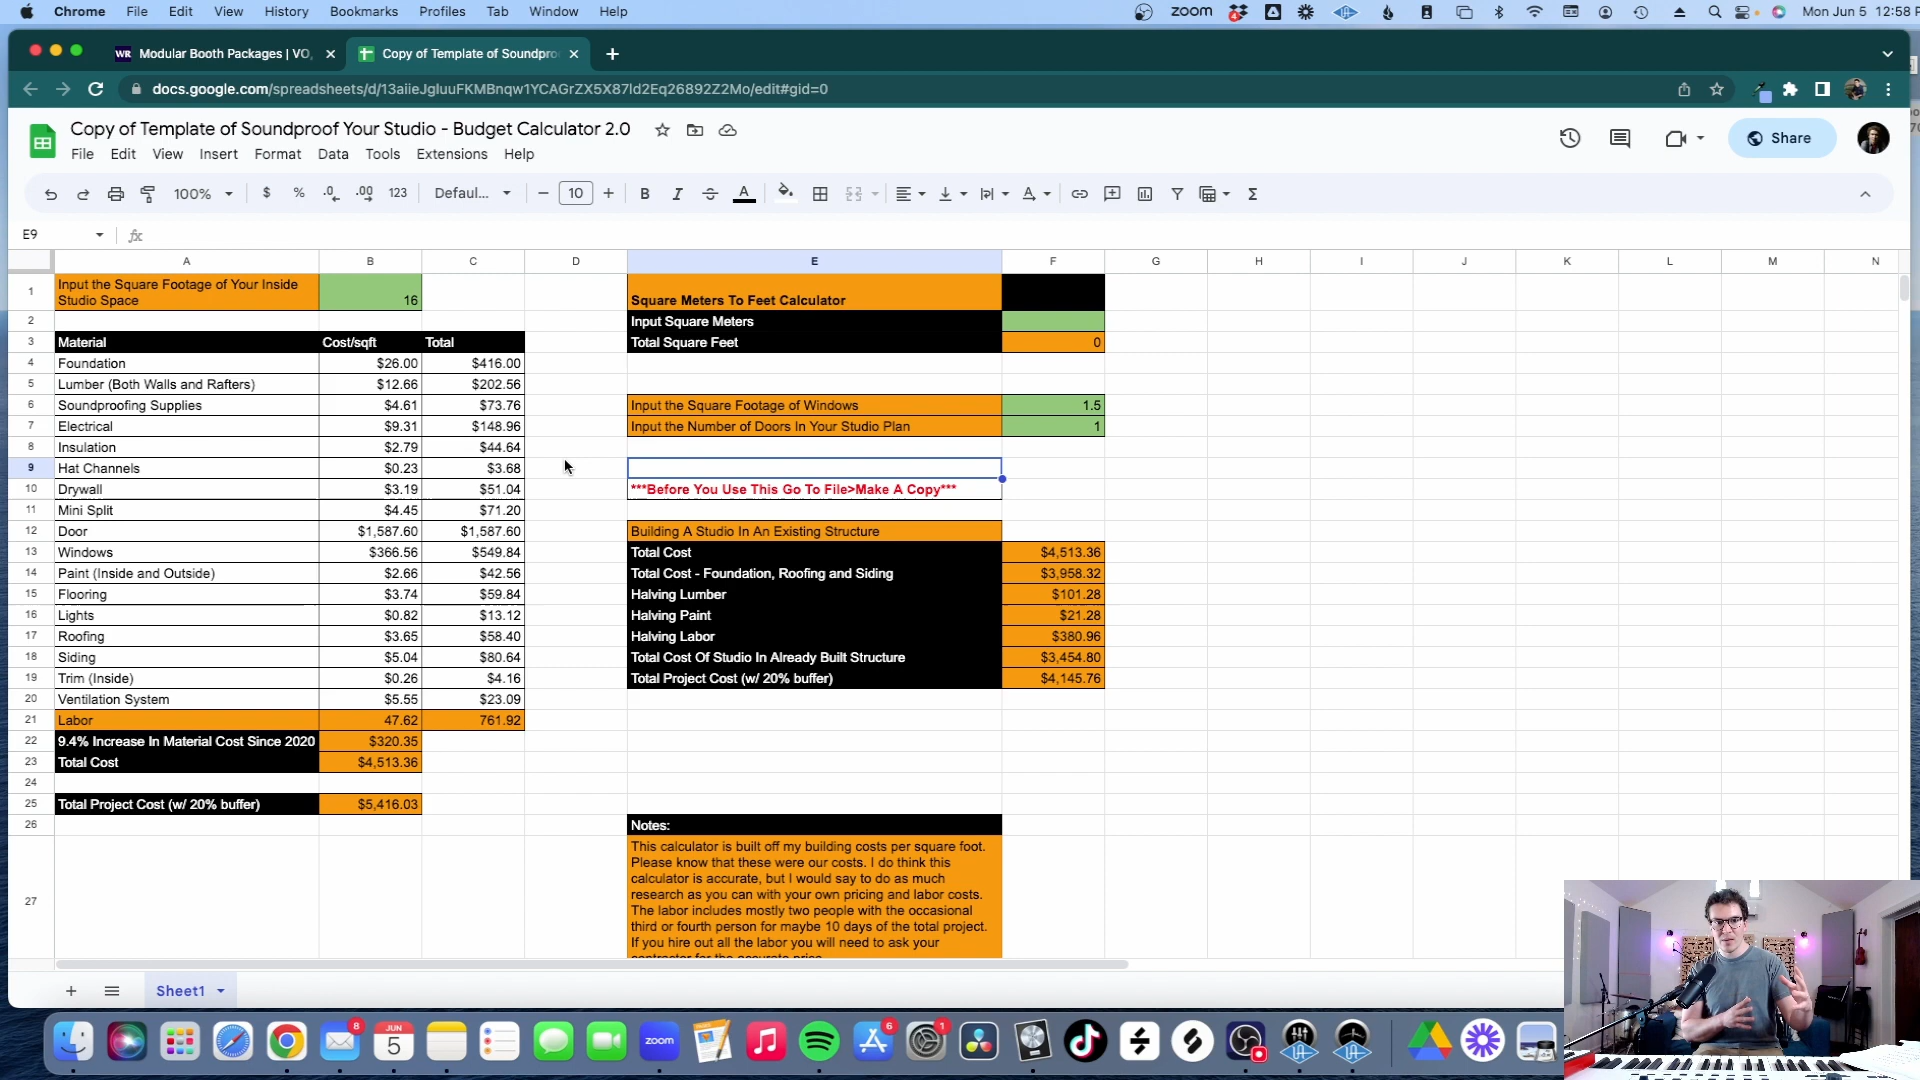 Chrome File Edit View History Bookmarks Profiles Tab Window Help zoom Mon Jun 5 12:58 P
WR Modular Booth Packages | VO, Copy of Template of Soundproo
docs.google.com/spreadsheets/d/13aiieJgluuFKMBnqw1YCAGrZX5X87ld2Eq26892Z2Mo/edit#gid=0
Copy of Template of Soundproof Your Studio - Budget Calculator 2.0
Share
File Edit View Insert Format Data Tools Extensions Help
100% $ % .0 .00 123 Defaul... 10 B I A
E9 fx
A B C D E F G H I J K L M N
1 Input the Square Footage of Your Inside Studio Space 16 Square Meters To Feet Calculator
2 Input Square Meters
3 Material Cost/sqft Total Total Square Feet 0
4 Foundation $26.00 $416.00
5 Lumber (Both Walls and Rafters) $12.66 $202.56
6 Soundproofing Supplies $4.61 $73.76 Input the Square Footage of Windows 1.5
7 Electrical $9.31 $148.96 Input the Number of Doors In Your Studio Plan 1
8 Insulation $2.79 $44.64
9 Hat Channels $0.23 $3.68
10 Drywall $3.19 $51.04 ***Before You Use This Go To File>Make A Copy***
11 Mini Split $4.45 $71.20
12 Door $1,587.60 $1,587.60 Building A Studio In An Existing Structure
13 Windows $366.56 $549.84 Total Cost $4,513.36
14 Paint (Inside and Outside) $2.66 $42.56 Total Cost - Foundation, Roofing and Siding $3,958.32
15 Flooring $3.74 $59.84 Halving Lumber $101.28
16 Lights $0.82 $13.12 Halving Paint $21.28
17 Roofing $3.65 $58.40 Halving Labor $380.96
18 Siding $5.04 $80.64 Total Cost Of Studio In Already Built Structure $3,454.80
19 Trim (Inside) $0.26 $4.16 Total Project Cost (w/ 20% buffer) $4,145.76
20 Ventilation System $5.55 $23.09
21 Labor 47.62 761.92
22 9.4% Increase In Material Cost Since 2020 $320.35
23 Total Cost $4,513.36
24
25 Total Project Cost (w/ 20% buffer) $5,416.03
26 Notes:
27 This calculator is built off my building costs per square foot.
Please know that these were our costs. I do think this
calculator is accurate, but I would say to do as much
research as you can with your own pricing and labor costs.
The labor includes mostly two people with the occasional
third or fourth person for maybe 10 days of the total project.
If you hire out all the labor you will need to ask your
contractor for the accurate price
Sheet1
8 JUN 5 zoom 6 1